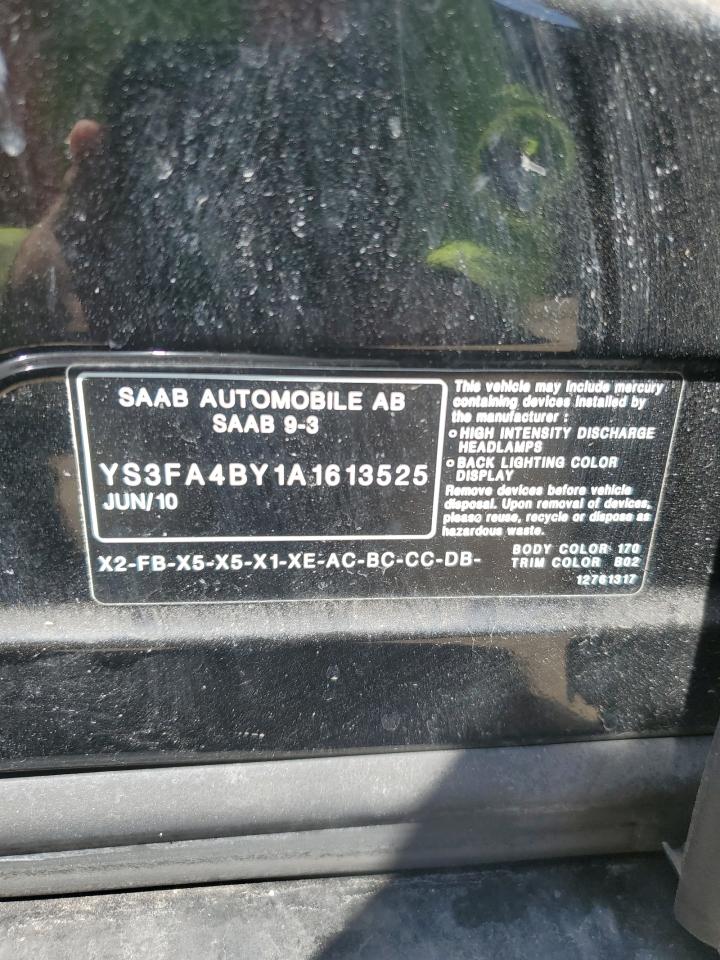 SAAB AUTOMOBILE AB
SAAB 9-3
YS3FA4BY1A1613525
JUN/10
X2-FB-X5-X5-X1-XE-AC-BC-CC-DB-
This vehicle may include mercury
containing devices installed by
the manufacturer :
o HIGH INTENSITY DISCHARGE
HEADLAMPS
o BACK LIGHTING COLOR
DISPLAY
Remove devices before vehicle
disposal. Upon removal of devices,
please reuse, recycle or dispose as
hazardous waste.
BODY COLOR 170
TRIM COLOR B02
12761317